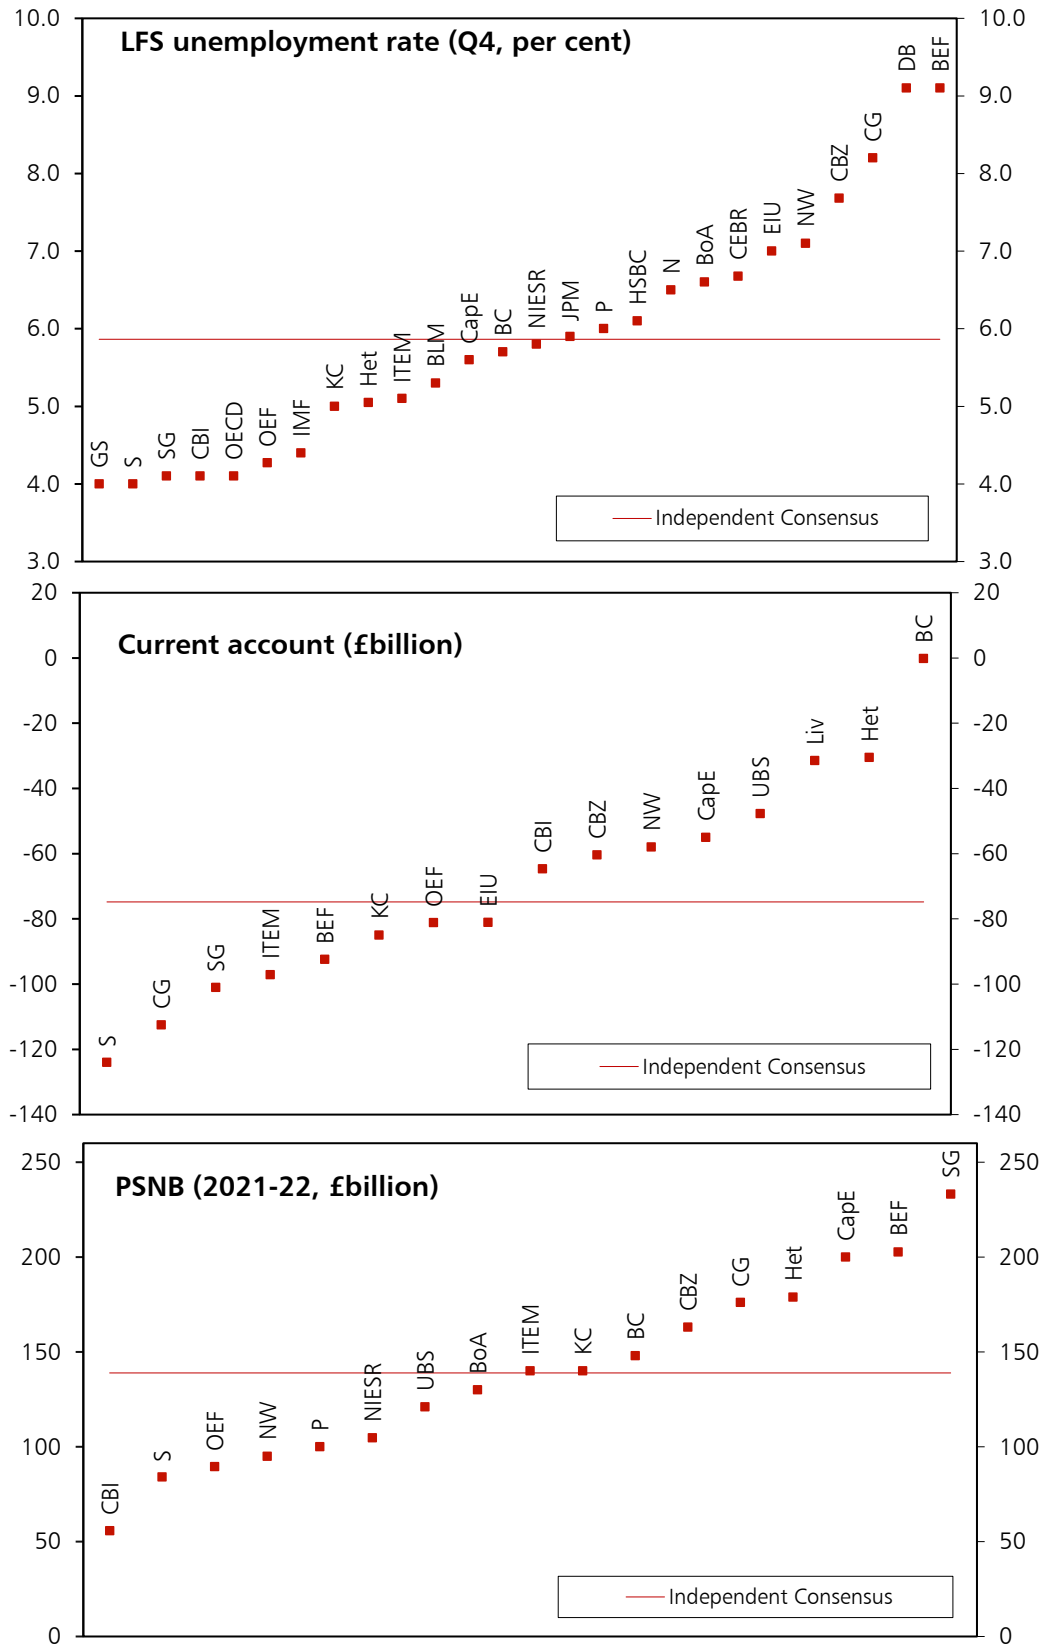 LFS unemployment rate (Q4, per cent)
10.0 10.0
9.0 9.0
8.0 8.0
7.0 7.0
6.0 6.0
5.0 5.0
4.0 4.0
3.0 3.0
GS
S
SG
CBI
OECD
OEF
IMF
KC
Het
ITEM
BLM
CapE
BC
NIESR
JPM
P
HSBC
N
BoA
CEBR
EIU
NW
CBZ
CG
DB
BEF
Independent Consensus
Current account (£billion)
20 20
0 0
-20 -20
-40 -40
-60 -60
-80 -80
-100 -100
-120 -120
-140 -140
S
CG
SG
ITEM
BEF
KC
OEF
EIU
CBI
CBZ
NW
CapE
UBS
Liv
Het
BC
Independent Consensus
PSNB (2021-22, £billion)
250 250
200 200
150 150
100 100
50 50
0 0
CBI
S
OEF
NW
P
NIESR
UBS
BoA
ITEM
KC
BC
CBZ
CG
Het
CapE
BEF
SG
Independent Consensus